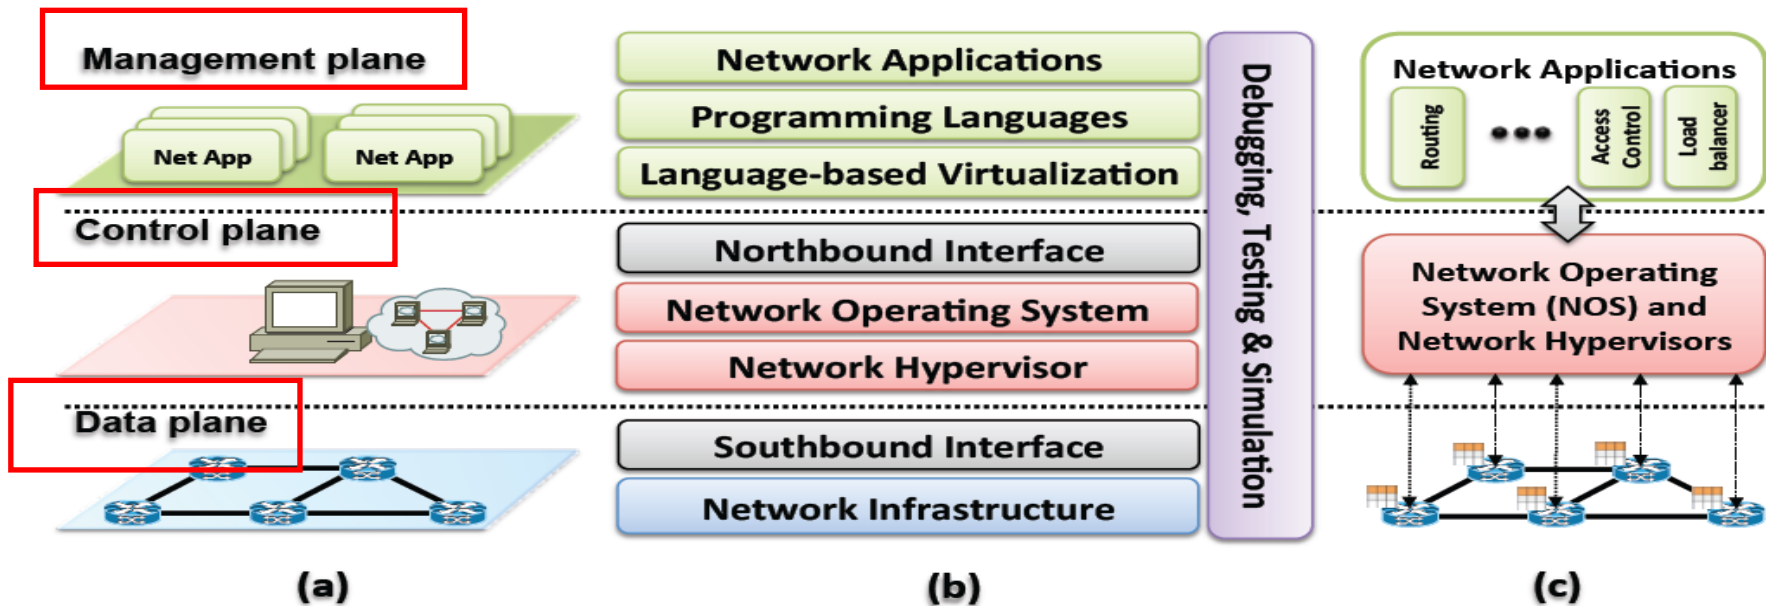 Management plane
Net App
Net App
Control plane
Data plane
(a)
Network Applications
Programming Languages
Language-based Virtualization
Northbound Interface
Network Operating System
Network Hypervisor
Southbound Interface
Network Infrastructure
Debugging, Testing & Simulation
(b)
Network Applications
Routing
Access
Control
Load
balancer
Network Operating
System (NOS) and
Network Hypervisors
(c)